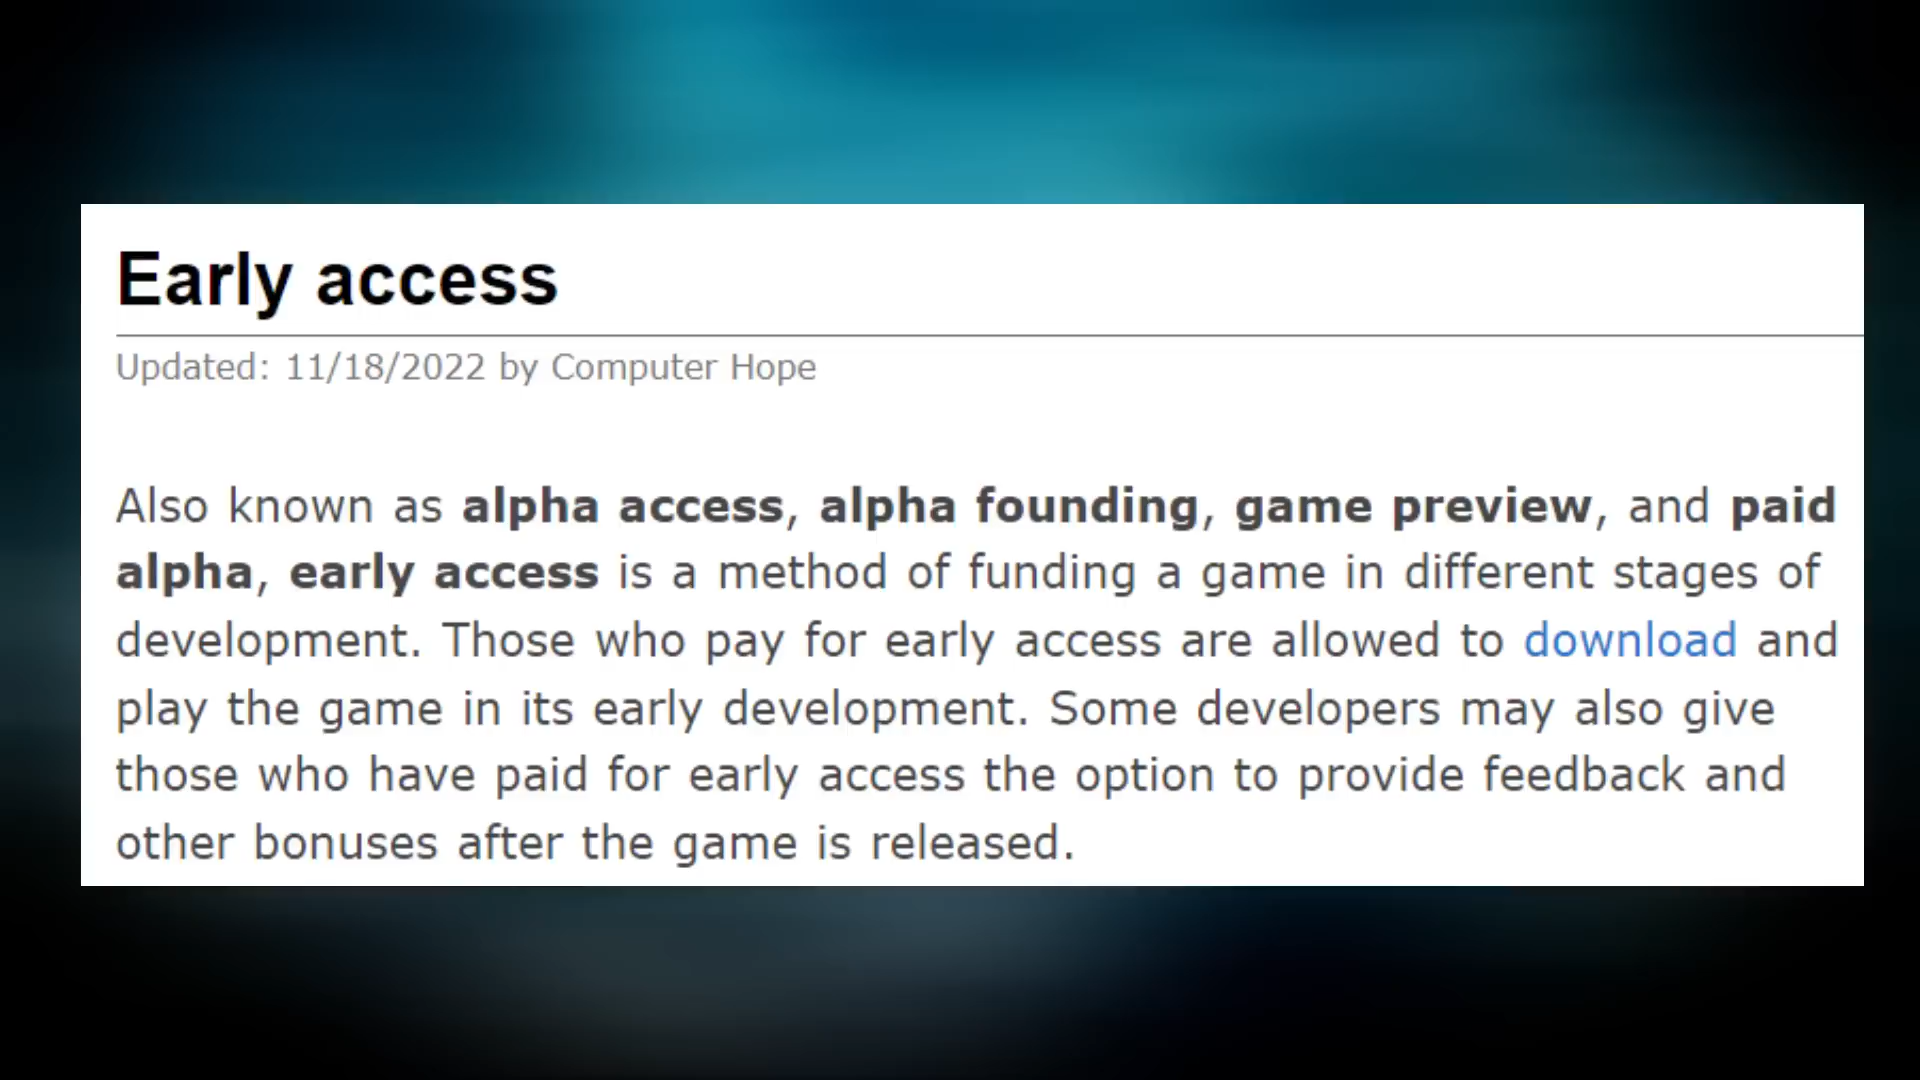 Early access
Updated: 11/18/2022 by Computer Hope
Also known as alpha access, alpha founding, game preview, and paid
alpha, early access is a method of funding a game in different stages of
development. Those who pay for early access are allowed to download and
play the game in its early development. Some developers may also give
those who have paid for early access the option to provide feedback and
other bonuses after the game is released.